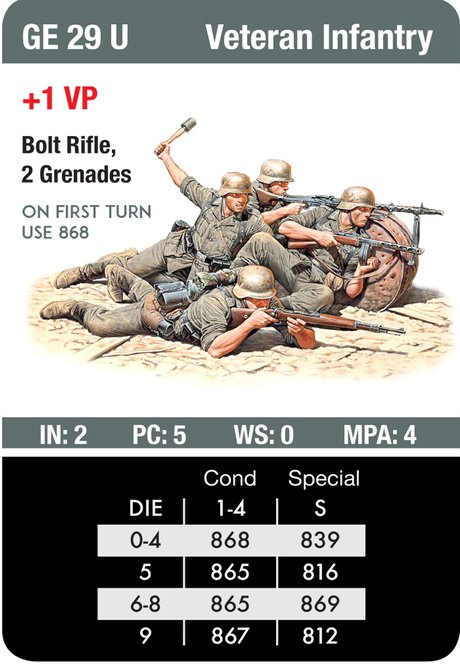 GE 29 U Veteran Infantry
+1 VP
Bolt Rifle,
2 Grenades
ON FIRST TURN
USE 868
IN: 2 PC: 5 WS: 0 MPA: 4
Cond Special
DIE 1-4 S
0-4 868 839
5 865 816
6-8 865 869
9 867 812